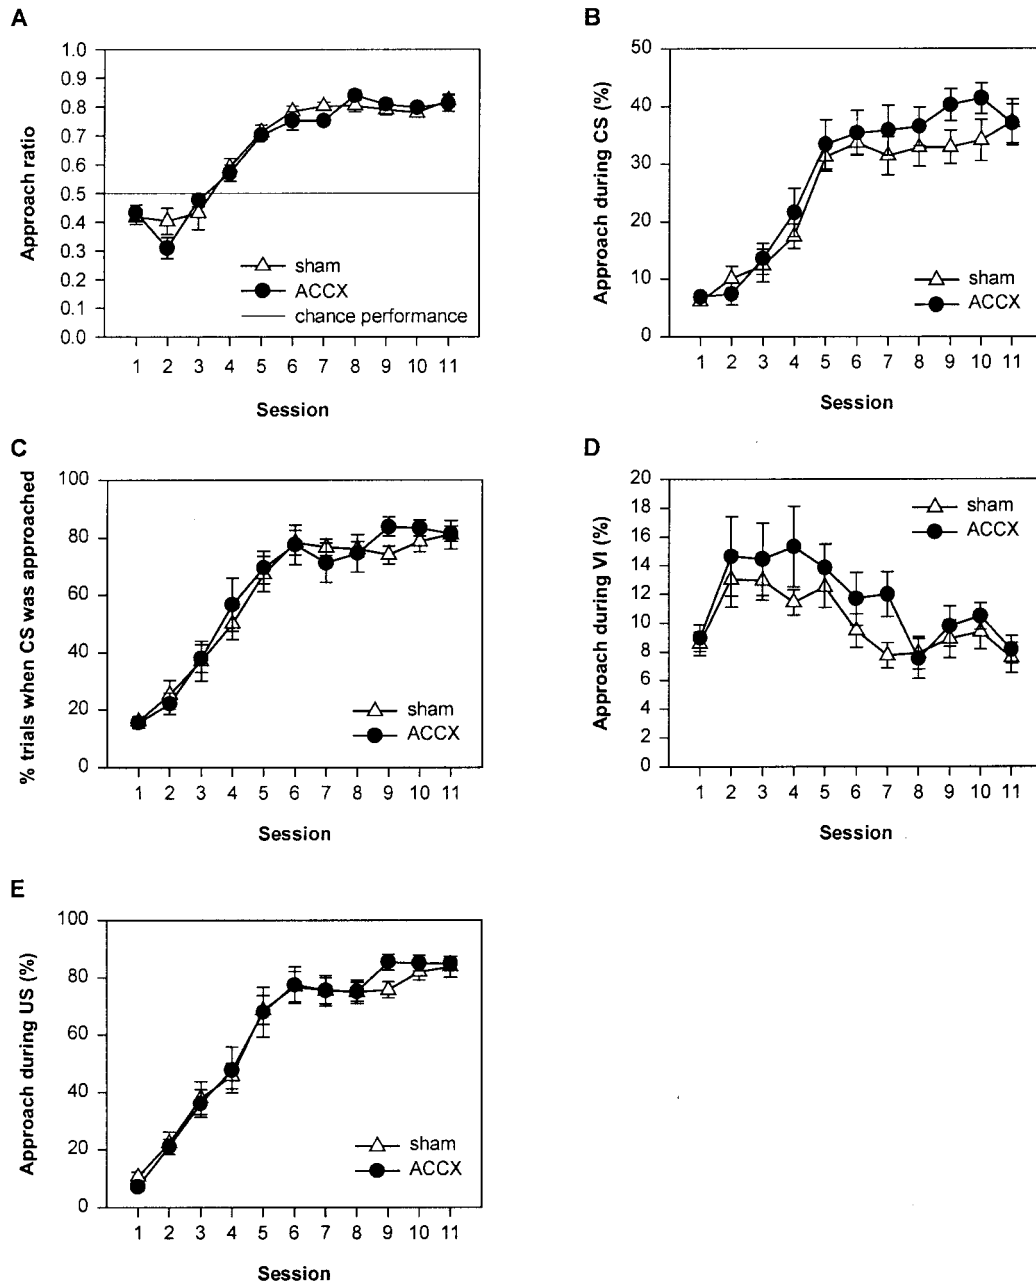 A
Approach ratio
1.0
0.9
0.8
0.7
0.6
0.5
0.4
0.3
0.2
0.1
0.0
sham
ACCX
chance performance
1 2 3 4 5 6 7 8 9 10 11
Session
B
Approach during CS (%)
50
40
30
20
10
0
sham
ACCX
1 2 3 4 5 6 7 8 9 10 11
Session
C
% trials when CS was approached
100
80
60
40
20
0
sham
ACCX
1 2 3 4 5 6 7 8 9 10 11
Session
D
Approach during VI (%)
20
18
16
14
12
10
8
6
4
2
0
sham
ACCX
1 2 3 4 5 6 7 8 9 10 11
Session
E
Approach during US (%)
100
80
60
40
20
0
sham
ACCX
1 2 3 4 5 6 7 8 9 10 11
Session